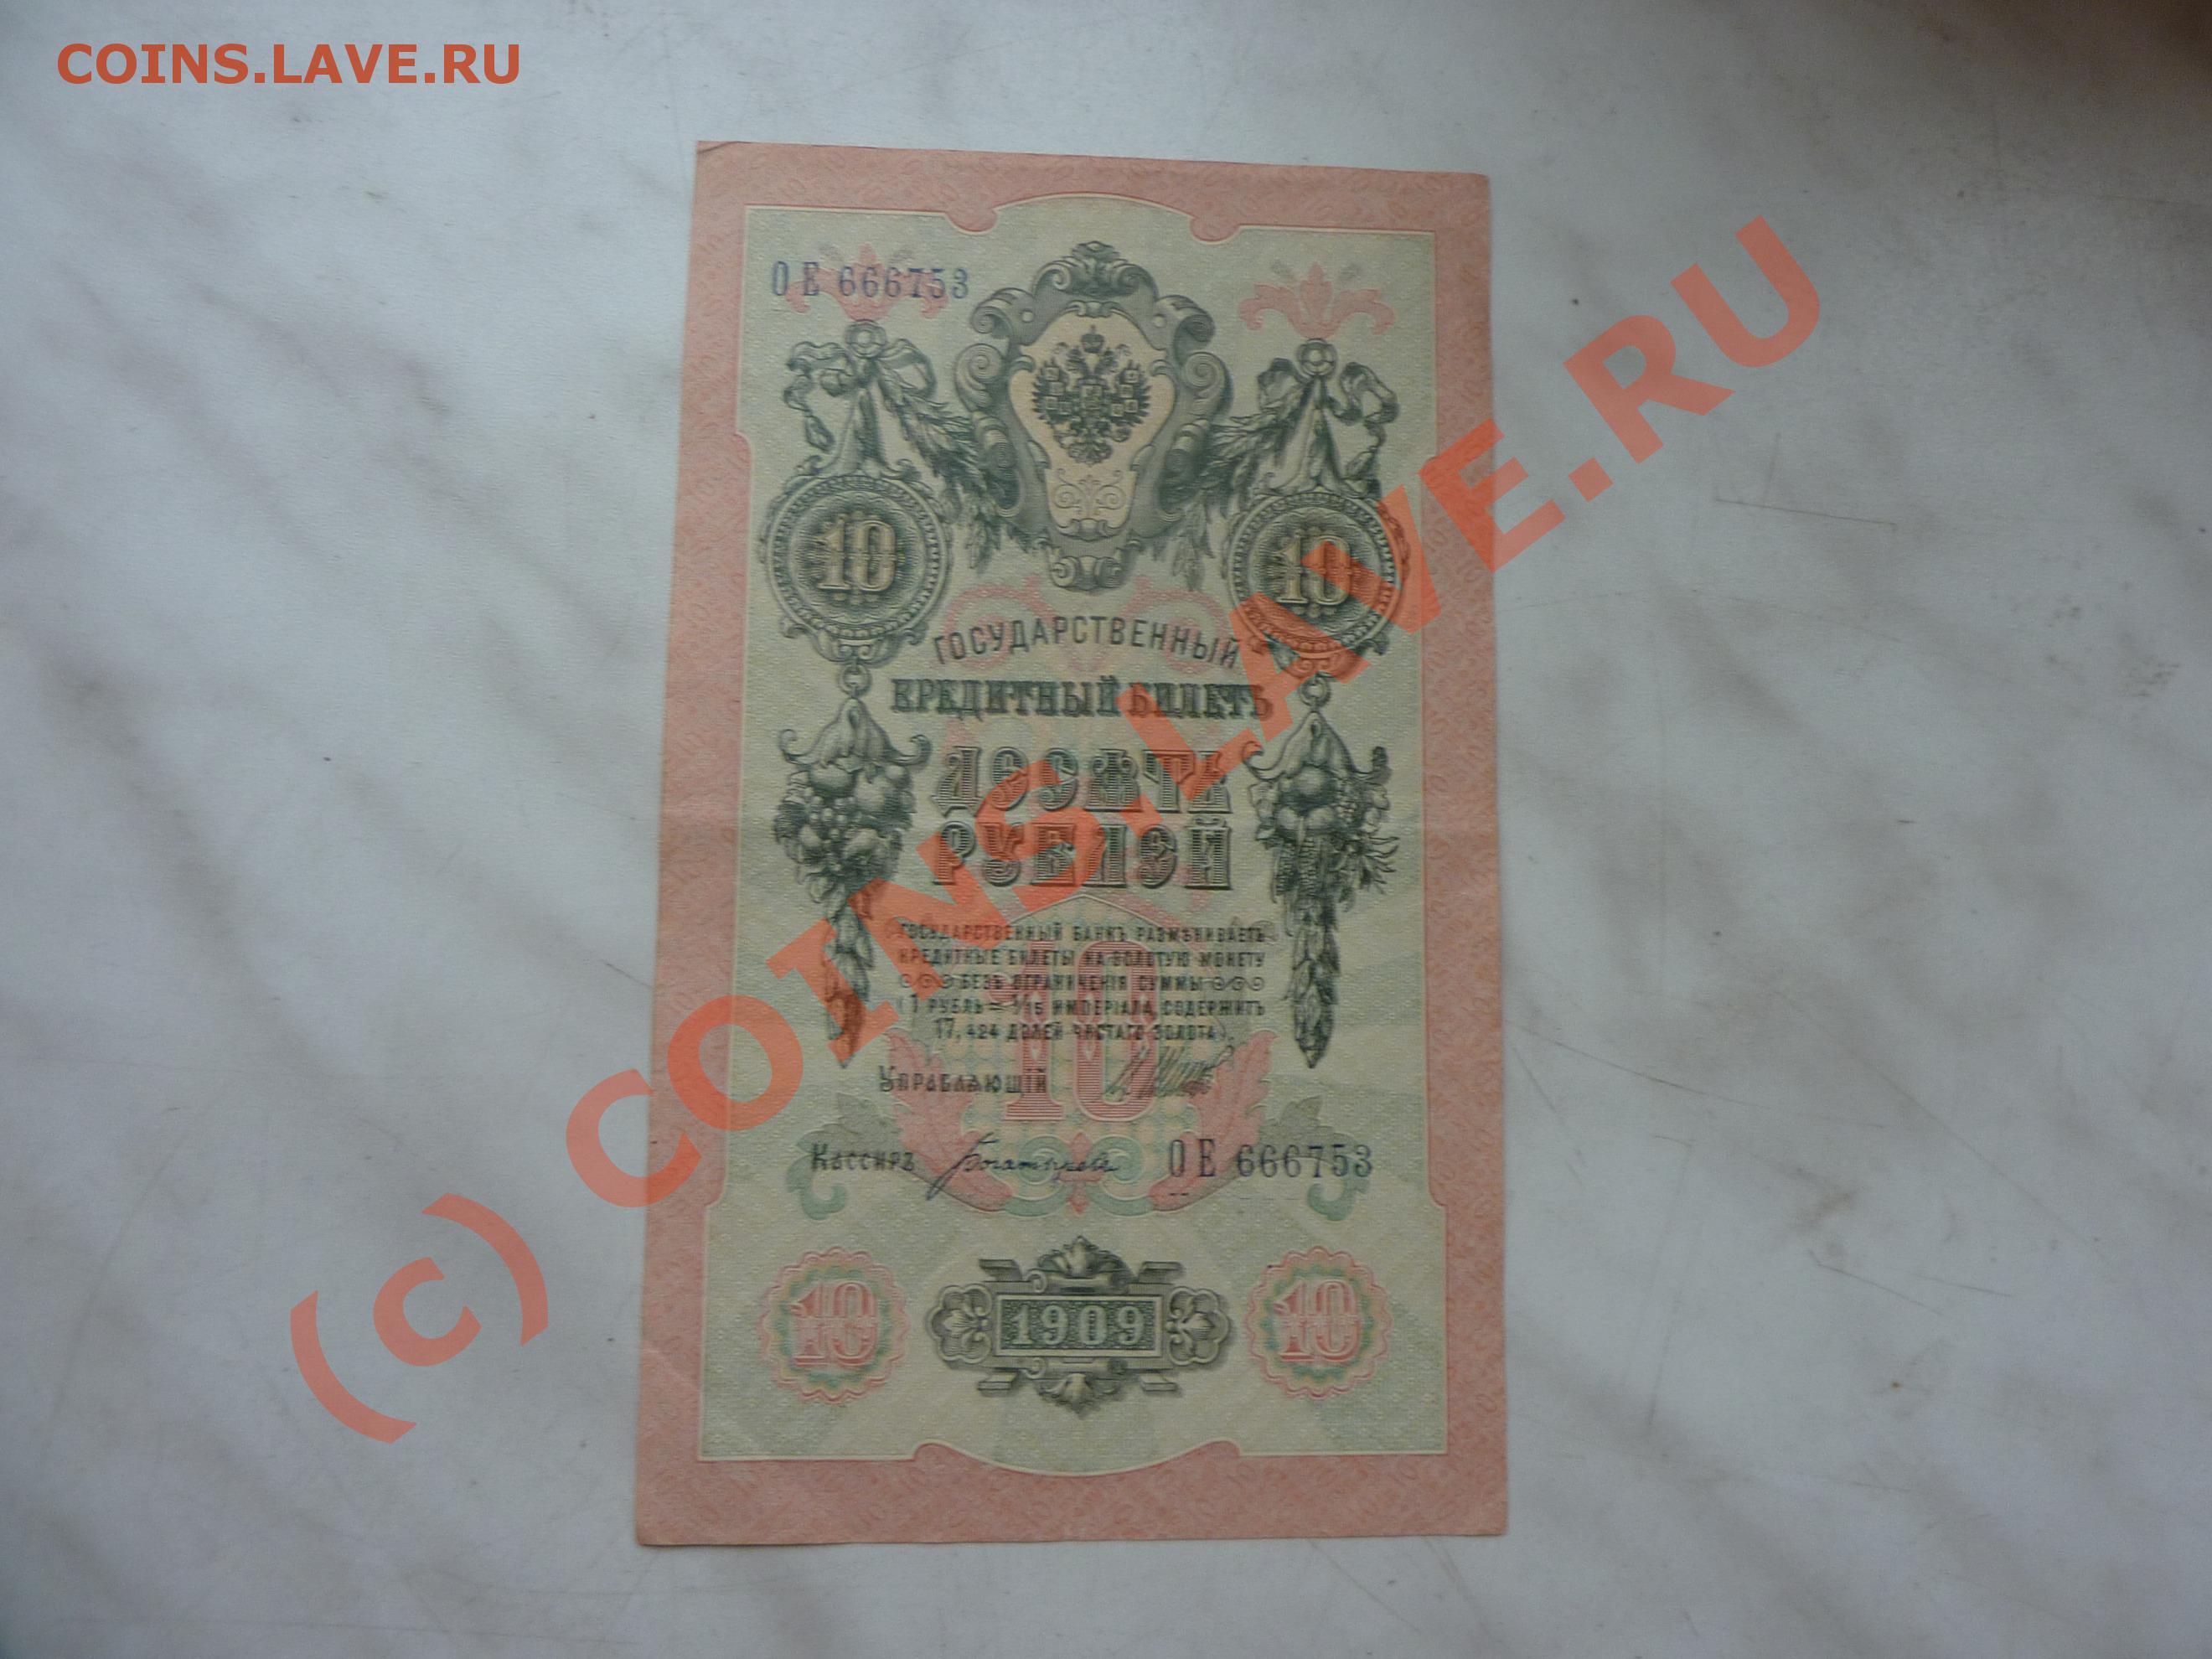 COINS.LAVE.RU
ОЕ 666753
10 10
ГОСУДАРСТВЕННЫЙ
КРЕДИТНЫЙ БИЛЕТЪ
ДЕСЯТЬ
РУБЛЕЙ
ГОСУДАРСТВЕННЫЙ БАНКЪ РАЗМѢНИВАЕТЪ
КРЕДИТНЫЕ БИЛЕТЫ НА ЗОЛОТУЮ МОНЕТУ
БЕЗЪ ОГРАНИЧЕНІЯ СУММЫ
(1 РУБЛЬ = 1/15 ИМПЕРІАЛА, СОДЕРЖИТЪ
17,424 ДОЛЕЙ ЧИСТАГО ЗОЛОТА).
10
УПРАВЛЯЮЩІЙ
КАССИРЪ Богатыревъ ОЕ 666753
10 1909 10
(c) COINS.LAVE.RU